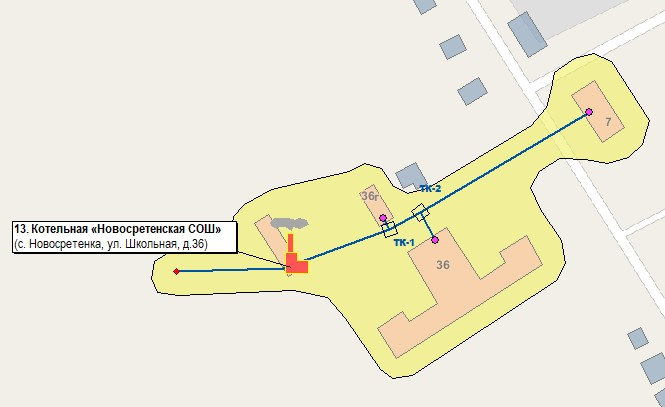 7
ТК-2
36г
13. Котельная «Новосретенская СОШ»
(с. Новосретенка, ул. Школьная, д.36)
ТК-1
36